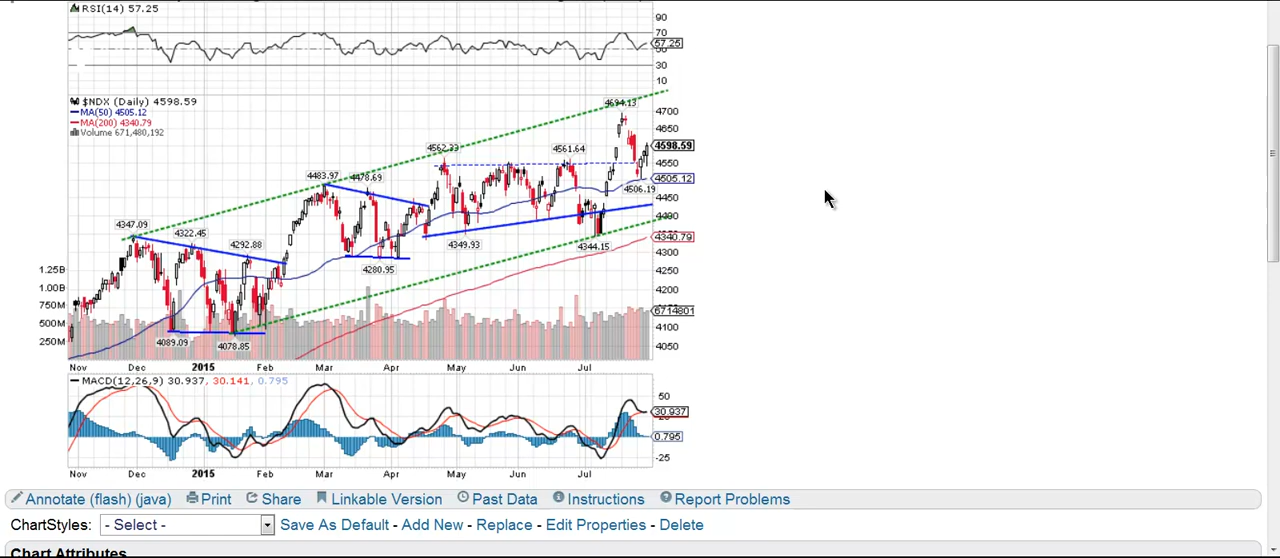 RSI(14) 57.25
90
70
57.25
50
30
10
$NDX (Daily) 4598.59
MA(50) 4505.12
MA(200) 4340.79
Volume 671,480,192
4694.13
4700
4650
4598.59
4562.33
4561.64
4550
4505.12
4506.19
4483.97
4478.69
4450
4400
4347.09
4322.45
4292.88
4349.93
4344.15
4340.79
4300
4280.95
4250
4200
4150
6714801
4100
4089.09
4078.85
4050
1.25B
1.00B
750M
500M
250M
Nov Dec 2015 Feb Mar Apr May Jun Jul
MACD(12,26,9) 30.937, 30.141, 0.795
50
30.937
0.795
-25
Nov Dec 2015 Feb Mar Apr May Jun Jul
Annotate (flash) (java) Print Share Linkable Version Past Data Instructions Report Problems
ChartStyles: - Select - Save As Default - Add New - Replace - Edit Properties - Delete
Chart Attributes